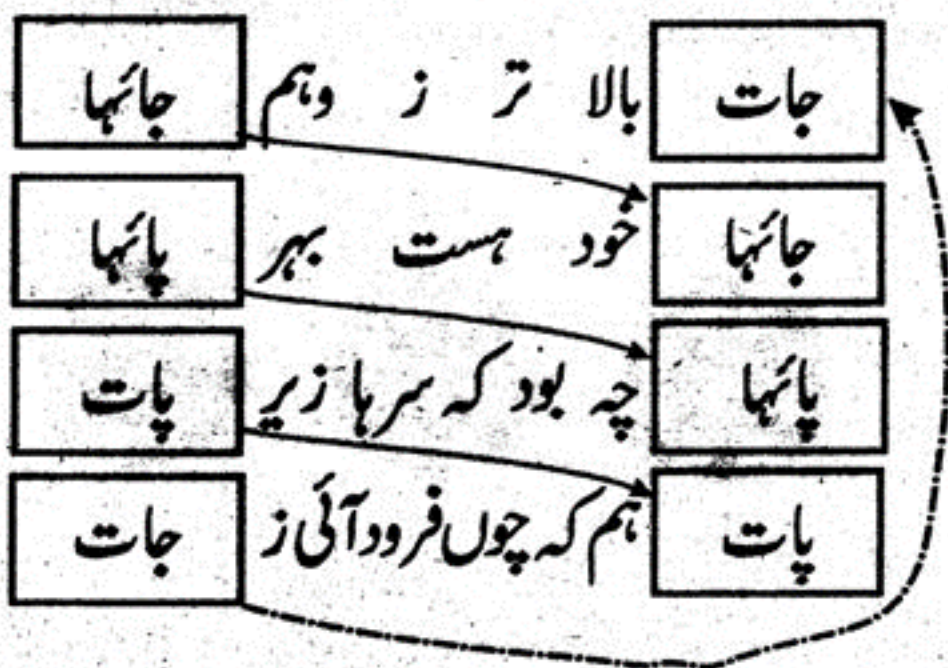 جات بالا تر ز وہم جائہا
جائہا خود ہست بہر پائہا
پائہا چہ بود کہ سرہا زیر پات
پات ہم کہ چوں فرود آئی ز جات